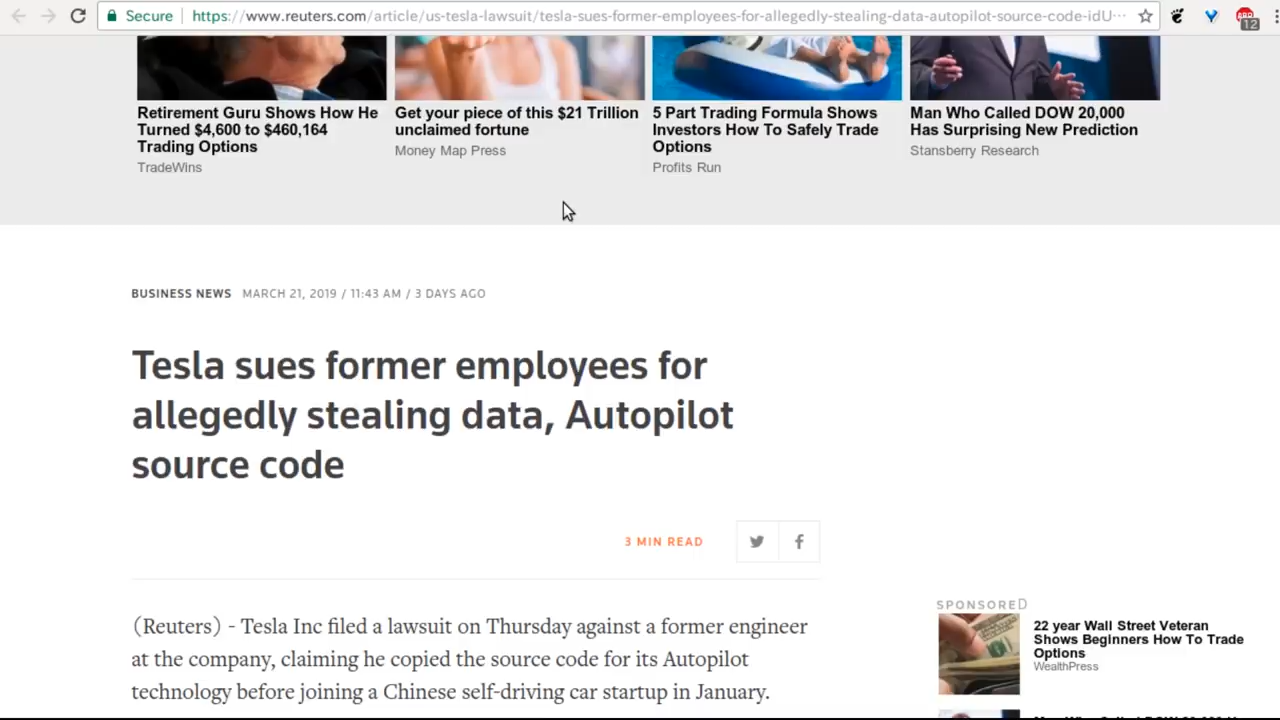 Secure https://www.reuters.com/article/us-tesla-lawsuit/tesla-sues-former-employees-for-allegedly-stealing-data-autopilot-source-code-idU···
12
Retirement Guru Shows How He
Turned $4,600 to $460,164
Trading Options
TradeWins
Get your piece of this $21 Trillion
unclaimed fortune
Money Map Press
5 Part Trading Formula Shows
Investors How To Safely Trade
Options
Profits Run
Man Who Called DOW 20,000
Has Surprising New Prediction
Stansberry Research
BUSINESS NEWS MARCH 21, 2019 / 11:43 AM / 3 DAYS AGO
Tesla sues former employees for
allegedly stealing data, Autopilot
source code
3 MIN READ
(Reuters) - Tesla Inc filed a lawsuit on Thursday against a former engineer
at the company, claiming he copied the source code for its Autopilot
technology before joining a Chinese self-driving car startup in January.
SPONSORED
22 year Wall Street Veteran
Shows Beginners How To Trade
Options
WealthPress